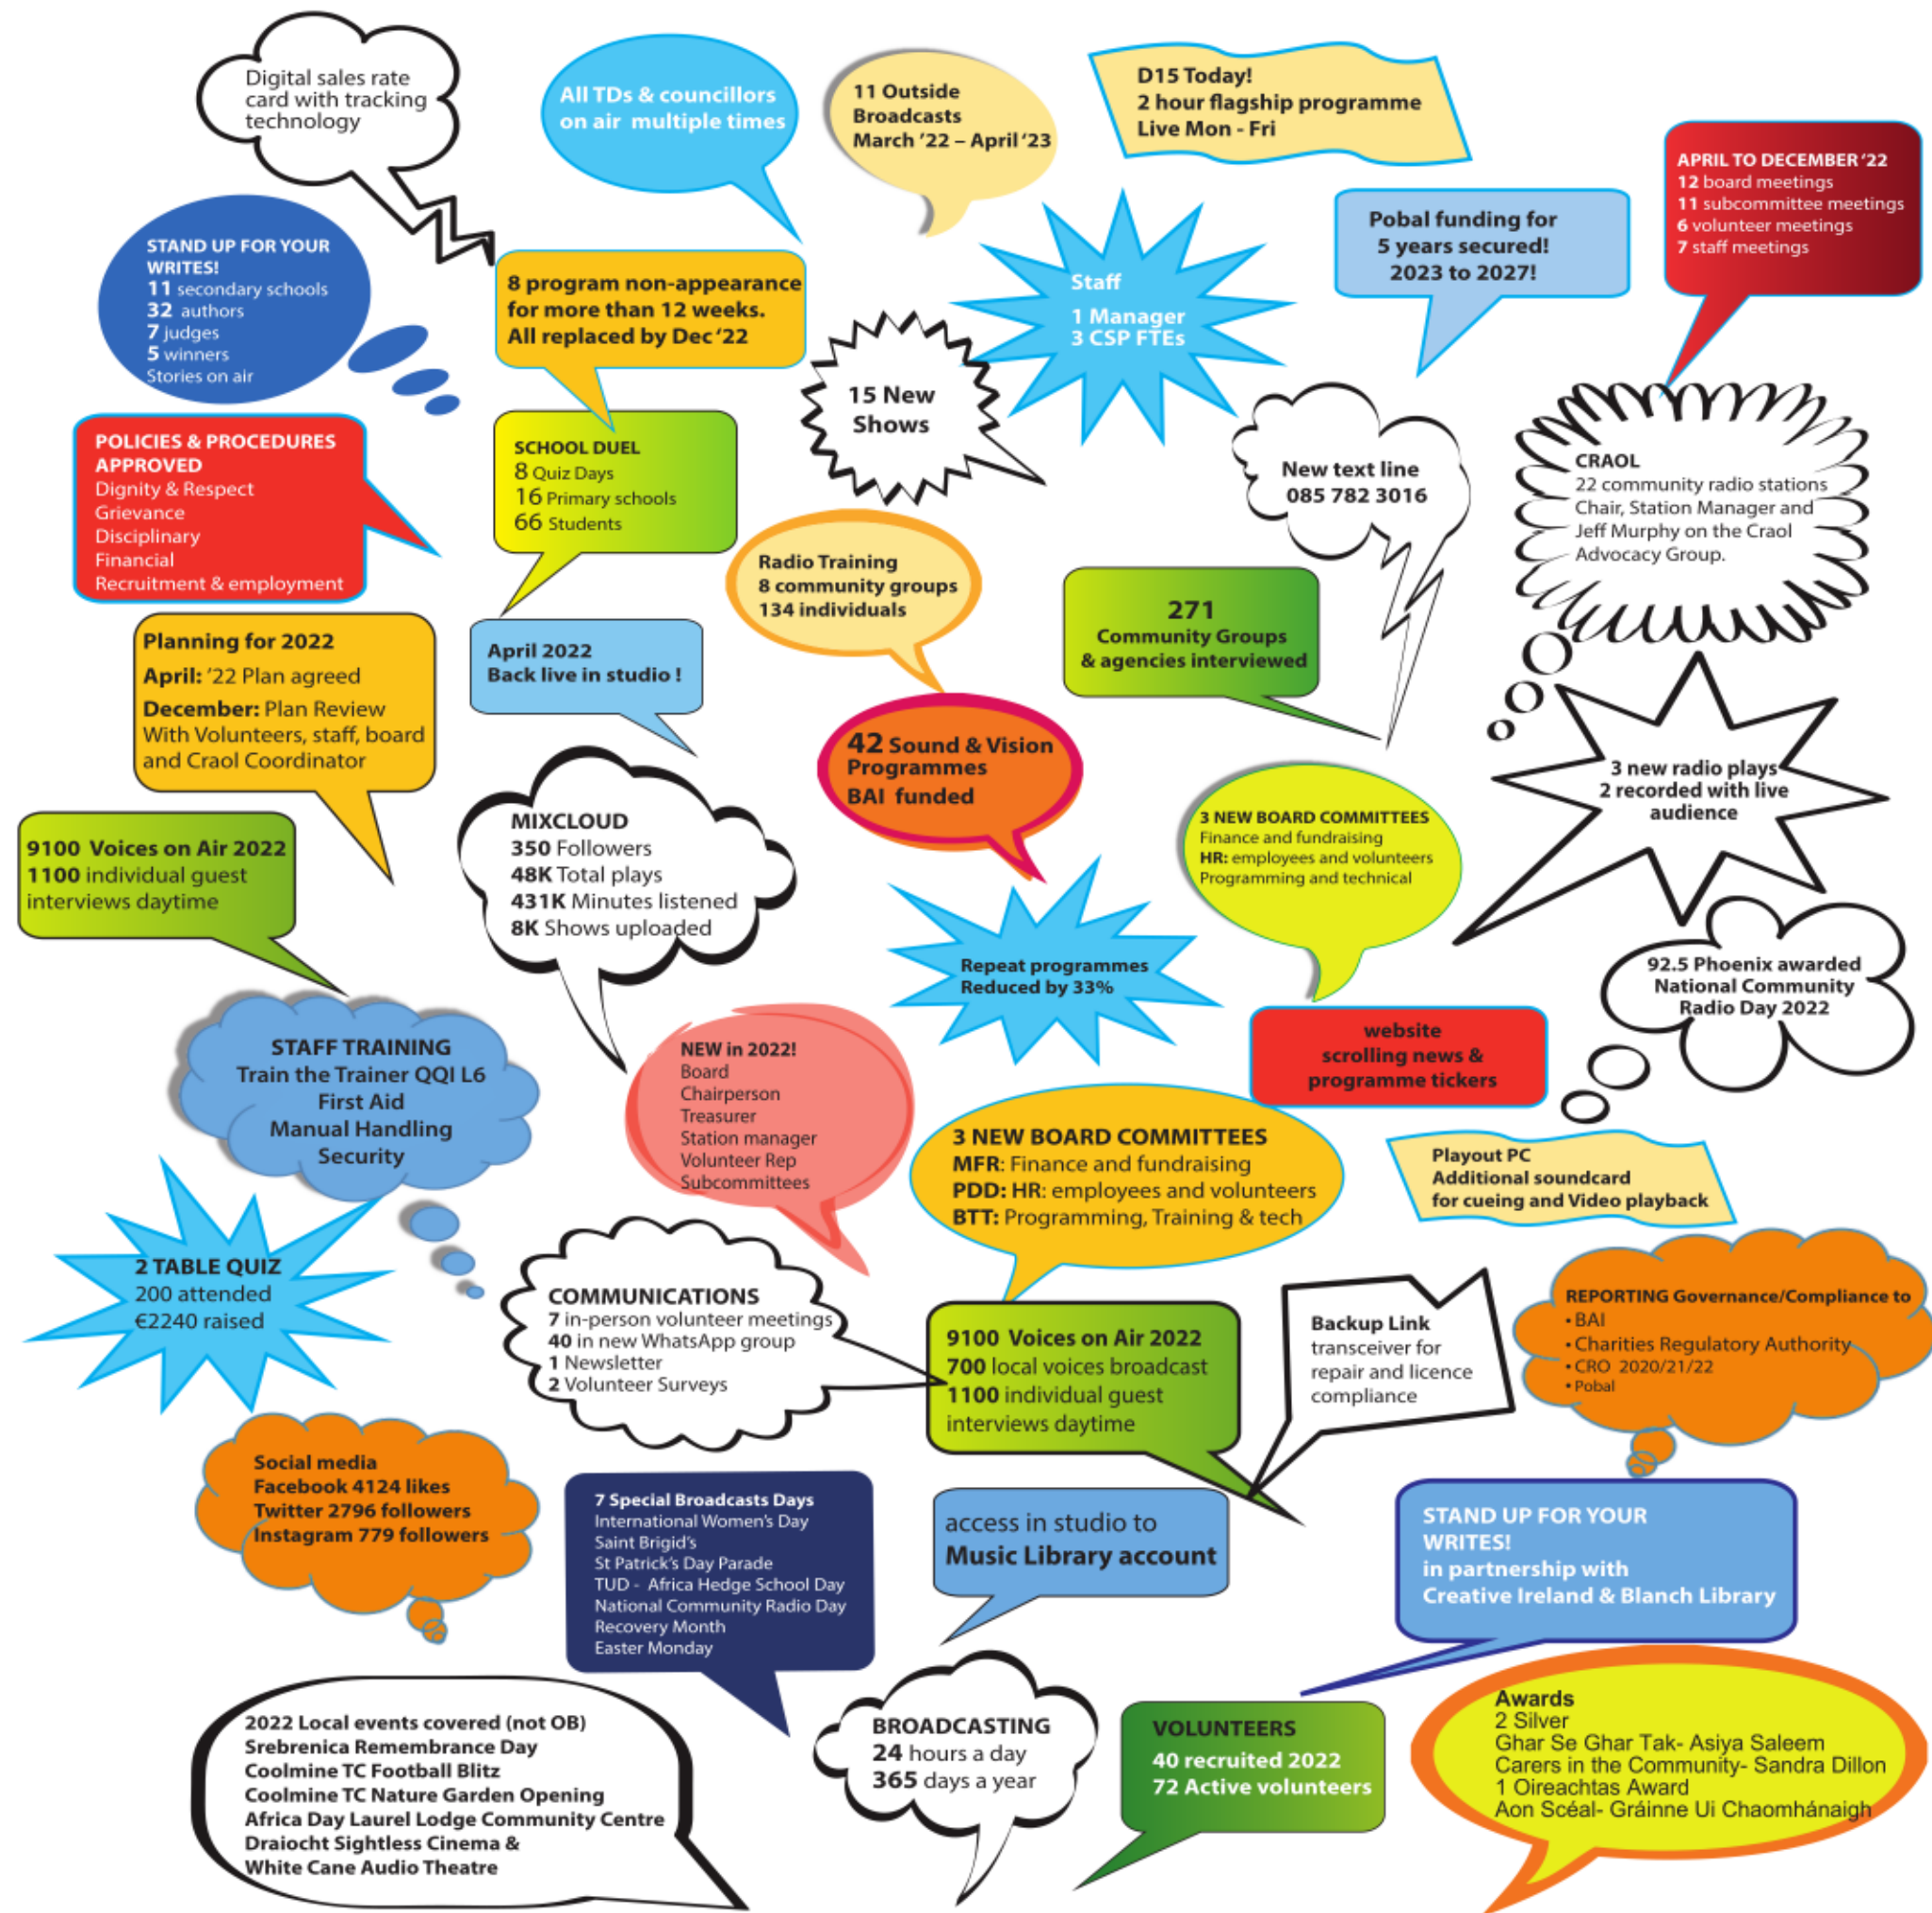 Digital sales rate
card with tracking
technology
All TDs & councillors
on air multiple times
11 Outside
Broadcasts
March '22 – April '23
D15 Today!
2 hour flagship programme
Live Mon - Fri
APRIL TO DECEMBER '22
12 board meetings
11 subcommittee meetings
6 volunteer meetings
7 staff meetings
STAND UP FOR YOUR
WRITES!
11 secondary schools
32 authors
7 judges
5 winners
Stories on air
8 program non-appearance
for more than 12 weeks.
All replaced by Dec '22
Staff
1 Manager
3 CSP FTEs
Pobal funding for
5 years secured!
2023 to 2027!
15 New
Shows
POLICIES & PROCEDURES
APPROVED
Dignity & Respect
Grievance
Disciplinary
Financial
Recruitment & employment
SCHOOL DUEL
8 Quiz Days
16 Primary schools
66 Students
New text line
085 782 3016
CRAOL
22 community radio stations
Chair, Station Manager and
Jeff Murphy on the Craol
Advocacy Group.
Radio Training
8 community groups
134 individuals
271
Community Groups
& agencies interviewed
Planning for 2022
April: '22 Plan agreed
December: Plan Review
With Volunteers, staff, board
and Craol Coordinator
April 2022
Back live in studio !
42 Sound & Vision
Programmes
BAI funded
3 new radio plays
2 recorded with live
audience
9100 Voices on Air 2022
1100 individual guest
interviews daytime
MIXCLOUD
350 Followers
48K Total plays
431K Minutes listened
8K Shows uploaded
3 NEW BOARD COMMITTEES
Finance and fundraising
HR: employees and volunteers
Programming and technical
Repeat programmes
Reduced by 33%
92.5 Phoenix awarded
National Community
Radio Day 2022
STAFF TRAINING
Train the Trainer QQI L6
First Aid
Manual Handling
Security
NEW in 2022!
Board
Chairperson
Treasurer
Station manager
Volunteer Rep
Subcommittees
website
scrolling news &
programme tickers
3 NEW BOARD COMMITTEES
MFR: Finance and fundraising
PDD: HR: employees and volunteers
BTT: Programming, Training & tech
Playout PC
Additional soundcard
for cueing and Video playback
2 TABLE QUIZ
200 attended
€2240 raised
COMMUNICATIONS
7 in-person volunteer meetings
40 in new WhatsApp group
1 Newsletter
2 Volunteer Surveys
9100 Voices on Air 2022
700 local voices broadcast
1100 individual guest
interviews daytime
Backup Link
transceiver for
repair and licence
compliance
REPORTING Governance/Compliance to
• BAI
• Charities Regulatory Authority
• CRO 2020/21/22
• Pobal
Social media
Facebook 4124 likes
Twitter 2796 followers
Instagram 779 followers
7 Special Broadcasts Days
International Women's Day
Saint Brigid's
St Patrick's Day Parade
TUD - Africa Hedge School Day
National Community Radio Day
Recovery Month
Easter Monday
access in studio to
Music Library account
STAND UP FOR YOUR
WRITES!
in partnership with
Creative Ireland & Blanch Library
2022 Local events covered (not OB)
Srebrenica Remembrance Day
Coolmine TC Football Blitz
Coolmine TC Nature Garden Opening
Africa Day Laurel Lodge Community Centre
Draiocht Sightless Cinema &
White Cane Audio Theatre
BROADCASTING
24 hours a day
365 days a year
VOLUNTEERS
40 recruited 2022
72 Active volunteers
Awards
2 Silver
Ghar Se Ghar Tak- Asiya Saleem
Carers in the Community- Sandra Dillon
1 Oireachtas Award
Aon Scéal- Gráinne Ui Chaomhánaigh